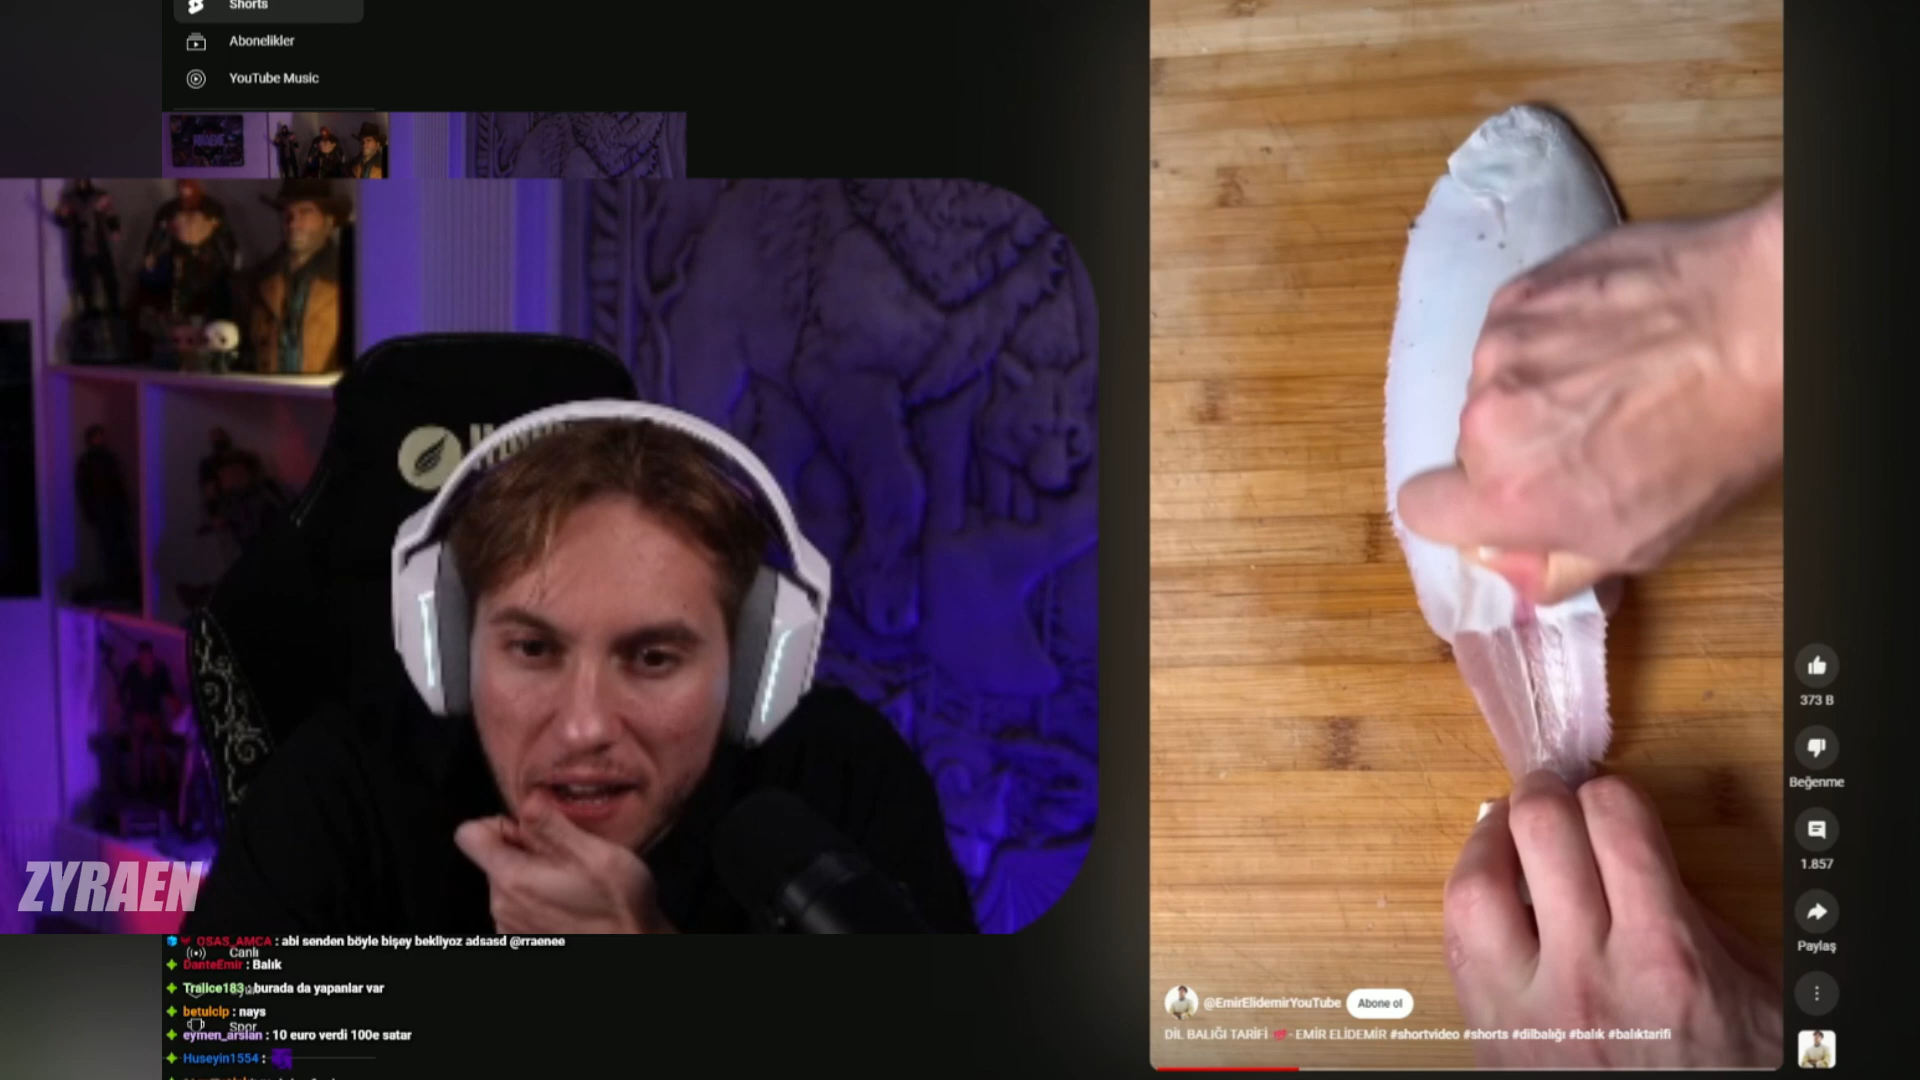 Shorts
Abonelikler
YouTube Music
ZYRAEN
OSAS_AMCA : abi senden böyle bişey bekliyoz adsasd @rraenee
Canlı
DanteEmir : Balık
Tralice183 : burada da yapanlar var
betulclp : nays
Spor
eymen_arslan : 10 euro verdi 100e satar
Huseyin1554 :
373 B
Beğenme
1.857
Paylaş
@EmirElidemirYouTube
Abone ol
DİL BALIĞI TARİFİ - EMİR ELİDEMİR #shortvideo #shorts #dilbalığı #balık #balıktarifi